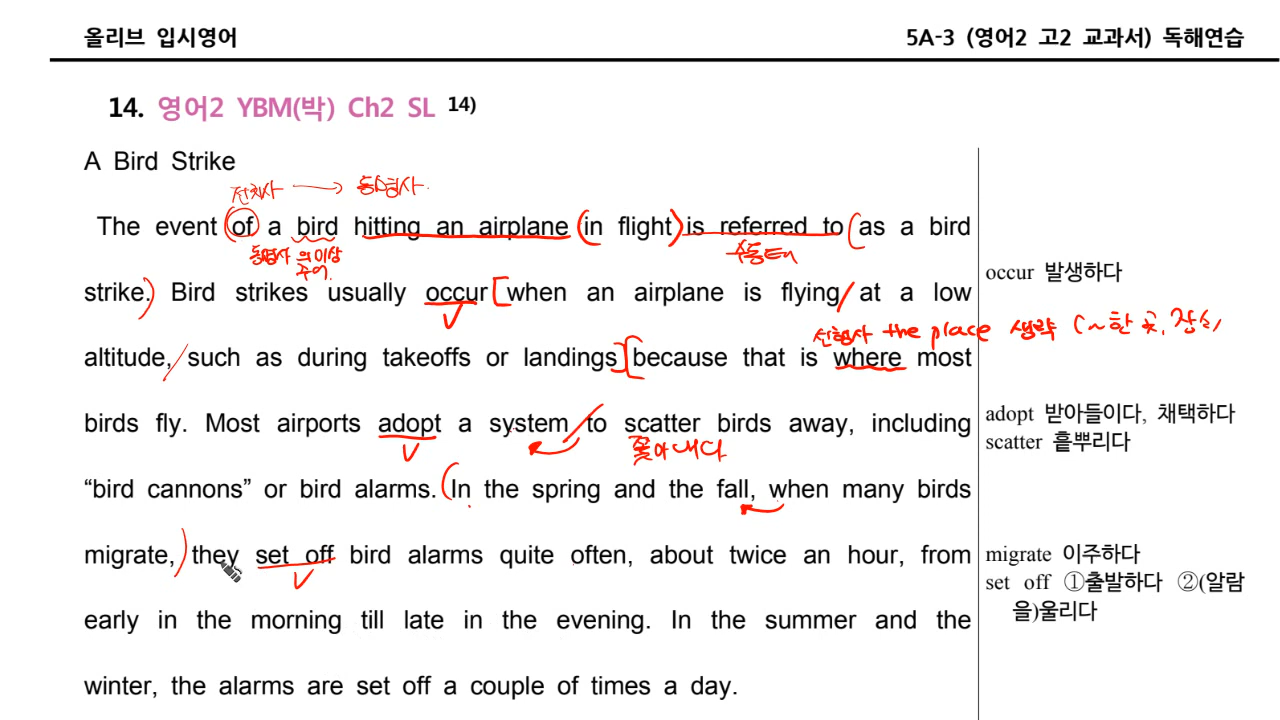 올리브 입시영어
5A-3 (영어2 고2 교과서) 독해연습
14. 영어2 YBM(박) Ch2 SL 14)
A Bird Strike
전치사 → 동명사.
The event of a bird hitting an airplane (in flight) is referred to (as a bird
동명사의 의미상 주어.
수동태
strike.) Bird strikes usually occur [when an airplane is flying / at a low
occur 발생하다
선행사 the place 생략 (~한 곳, 장소)
altitude, / such as during takeoffs or landings] [because that is where most
birds fly. Most airports adopt a system / to scatter birds away, including
adopt 받아들이다, 채택하다
scatter 흩뿌리다
쫓아내다
“bird cannons” or bird alarms. (In the spring and the fall, when many birds
migrate,) they set off bird alarms quite often, about twice an hour, from
migrate 이주하다
set off ①출발하다 ②(알람
을)울리다
early in the morning till late in the evening. In the summer and the
winter, the alarms are set off a couple of times a day.